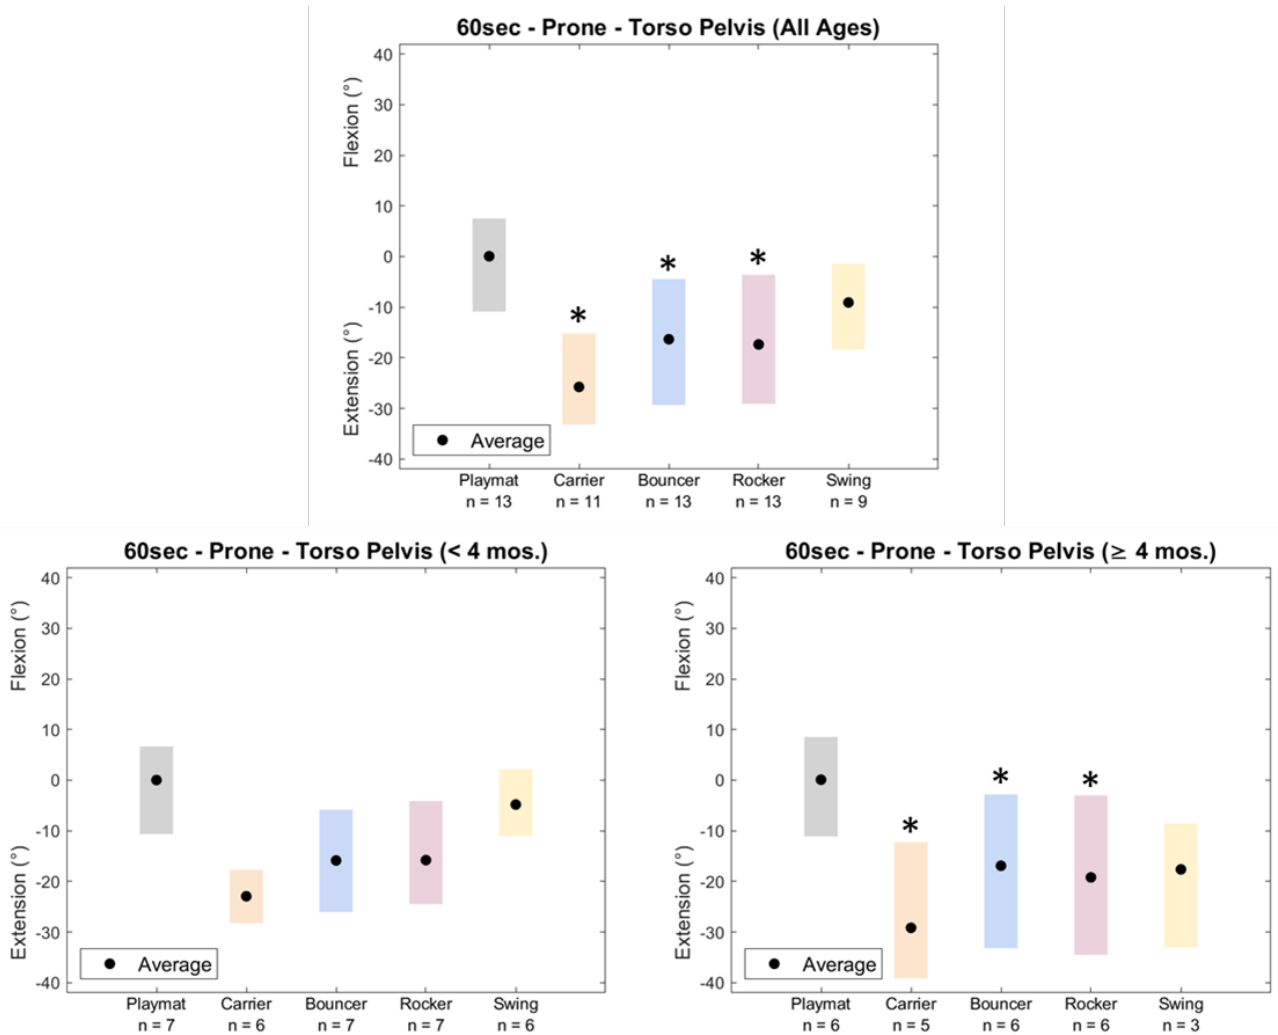 60sec - Prone - Torso Pelvis (All Ages)
Flexion (°)
Extension (°)
40
30
20
10
0
-10
-20
-30
-40
*
*
*
Average
Playmat Carrier Bouncer Rocker Swing
n = 13 n = 11 n = 13 n = 13 n = 9
60sec - Prone - Torso Pelvis (< 4 mos.)
Flexion (°)
Extension (°)
40
30
20
10
0
-10
-20
-30
-40
Average
Playmat Carrier Bouncer Rocker Swing
n = 7 n = 6 n = 7 n = 7 n = 6
60sec - Prone - Torso Pelvis (≥ 4 mos.)
Flexion (°)
Extension (°)
40
30
20
10
0
-10
-20
-30
-40
*
*
*
Average
Playmat Carrier Bouncer Rocker Swing
n = 6 n = 5 n = 6 n = 6 n = 3